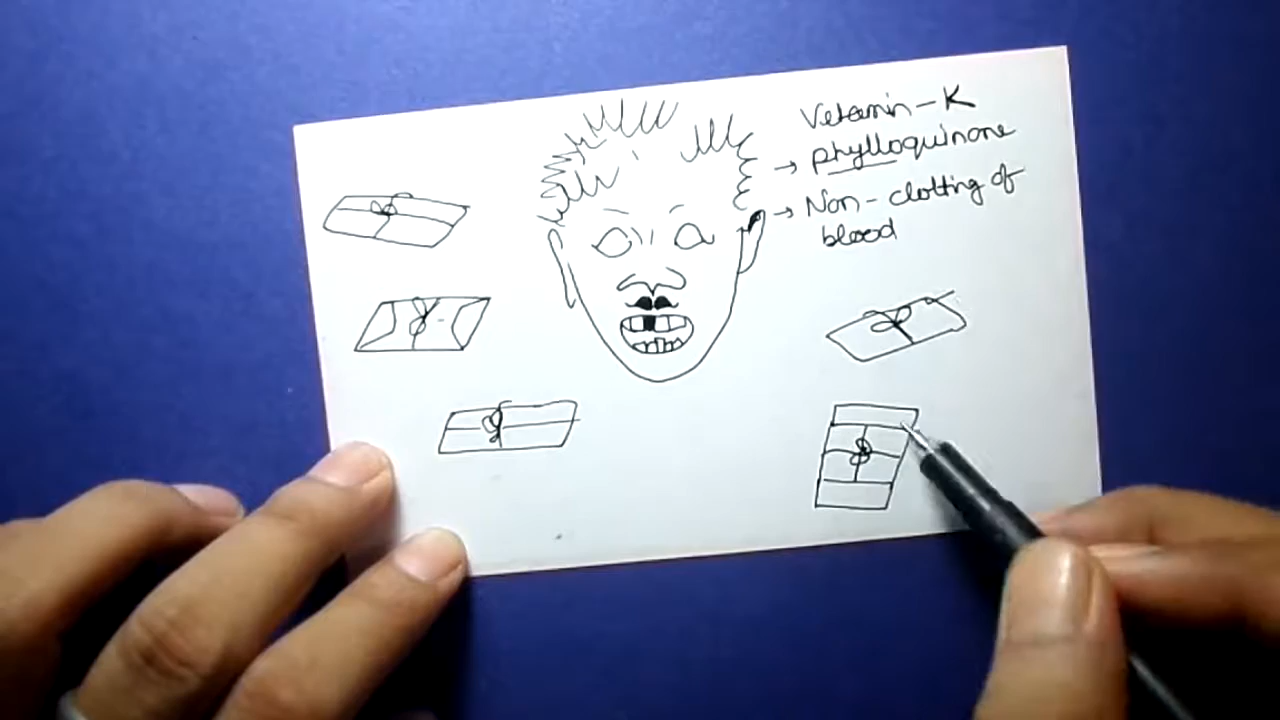 Vetamin - K
→ phylloquinone
→ Non - clotting of
blood